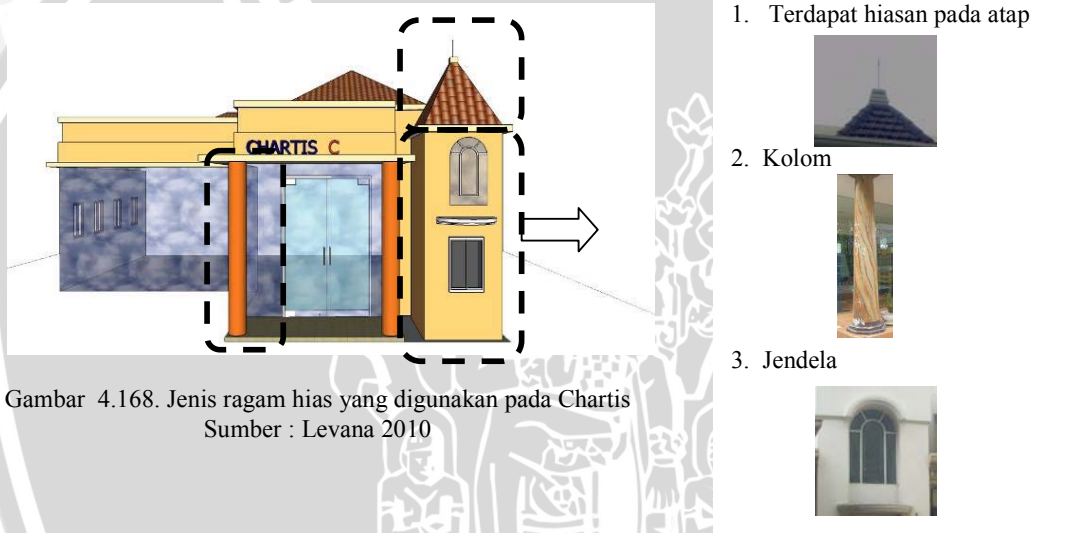 CHARTIS C
Gambar 4.168. Jenis ragam hias yang digunakan pada Chartis
Sumber : Levana 2010
1. Terdapat hiasan pada atap
2. Kolom
3. Jendela